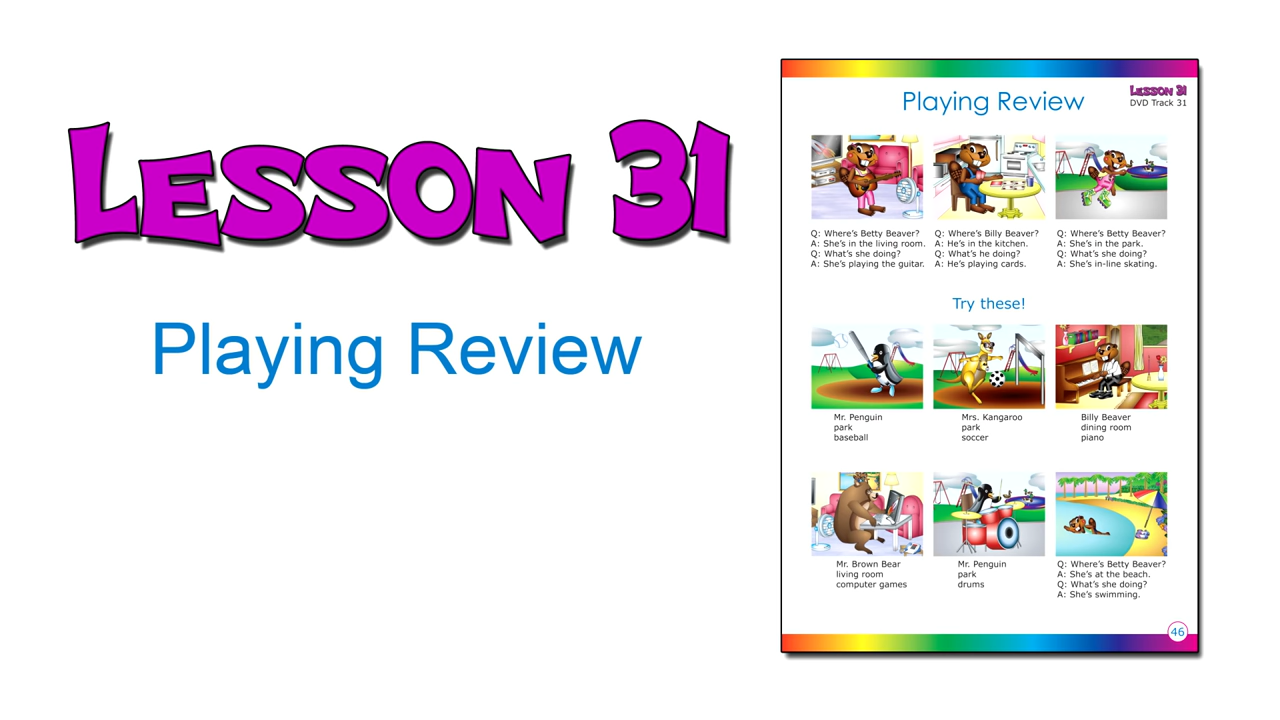 Lesson 31
Playing Review
Lesson 31
DVD Track 31
Playing Review
Q: Where's Betty Beaver?
A: She's in the living room.
Q: What's she doing?
A: She's playing the guitar.
Q: Where's Billy Beaver?
A: He's in the kitchen.
Q: What's he doing?
A: He's playing cards.
Q: Where's Betty Beaver?
A: She's in the park.
Q: What's she doing?
A: She's in-line skating.
Try these!
Mr. Penguin
park
baseball
Mrs. Kangaroo
park
soccer
Billy Beaver
dining room
piano
Mr. Brown Bear
living room
computer games
Mr. Penguin
park
drums
Q: Where's Betty Beaver?
A: She's at the beach.
Q: What's she doing?
A: She's swimming.
46